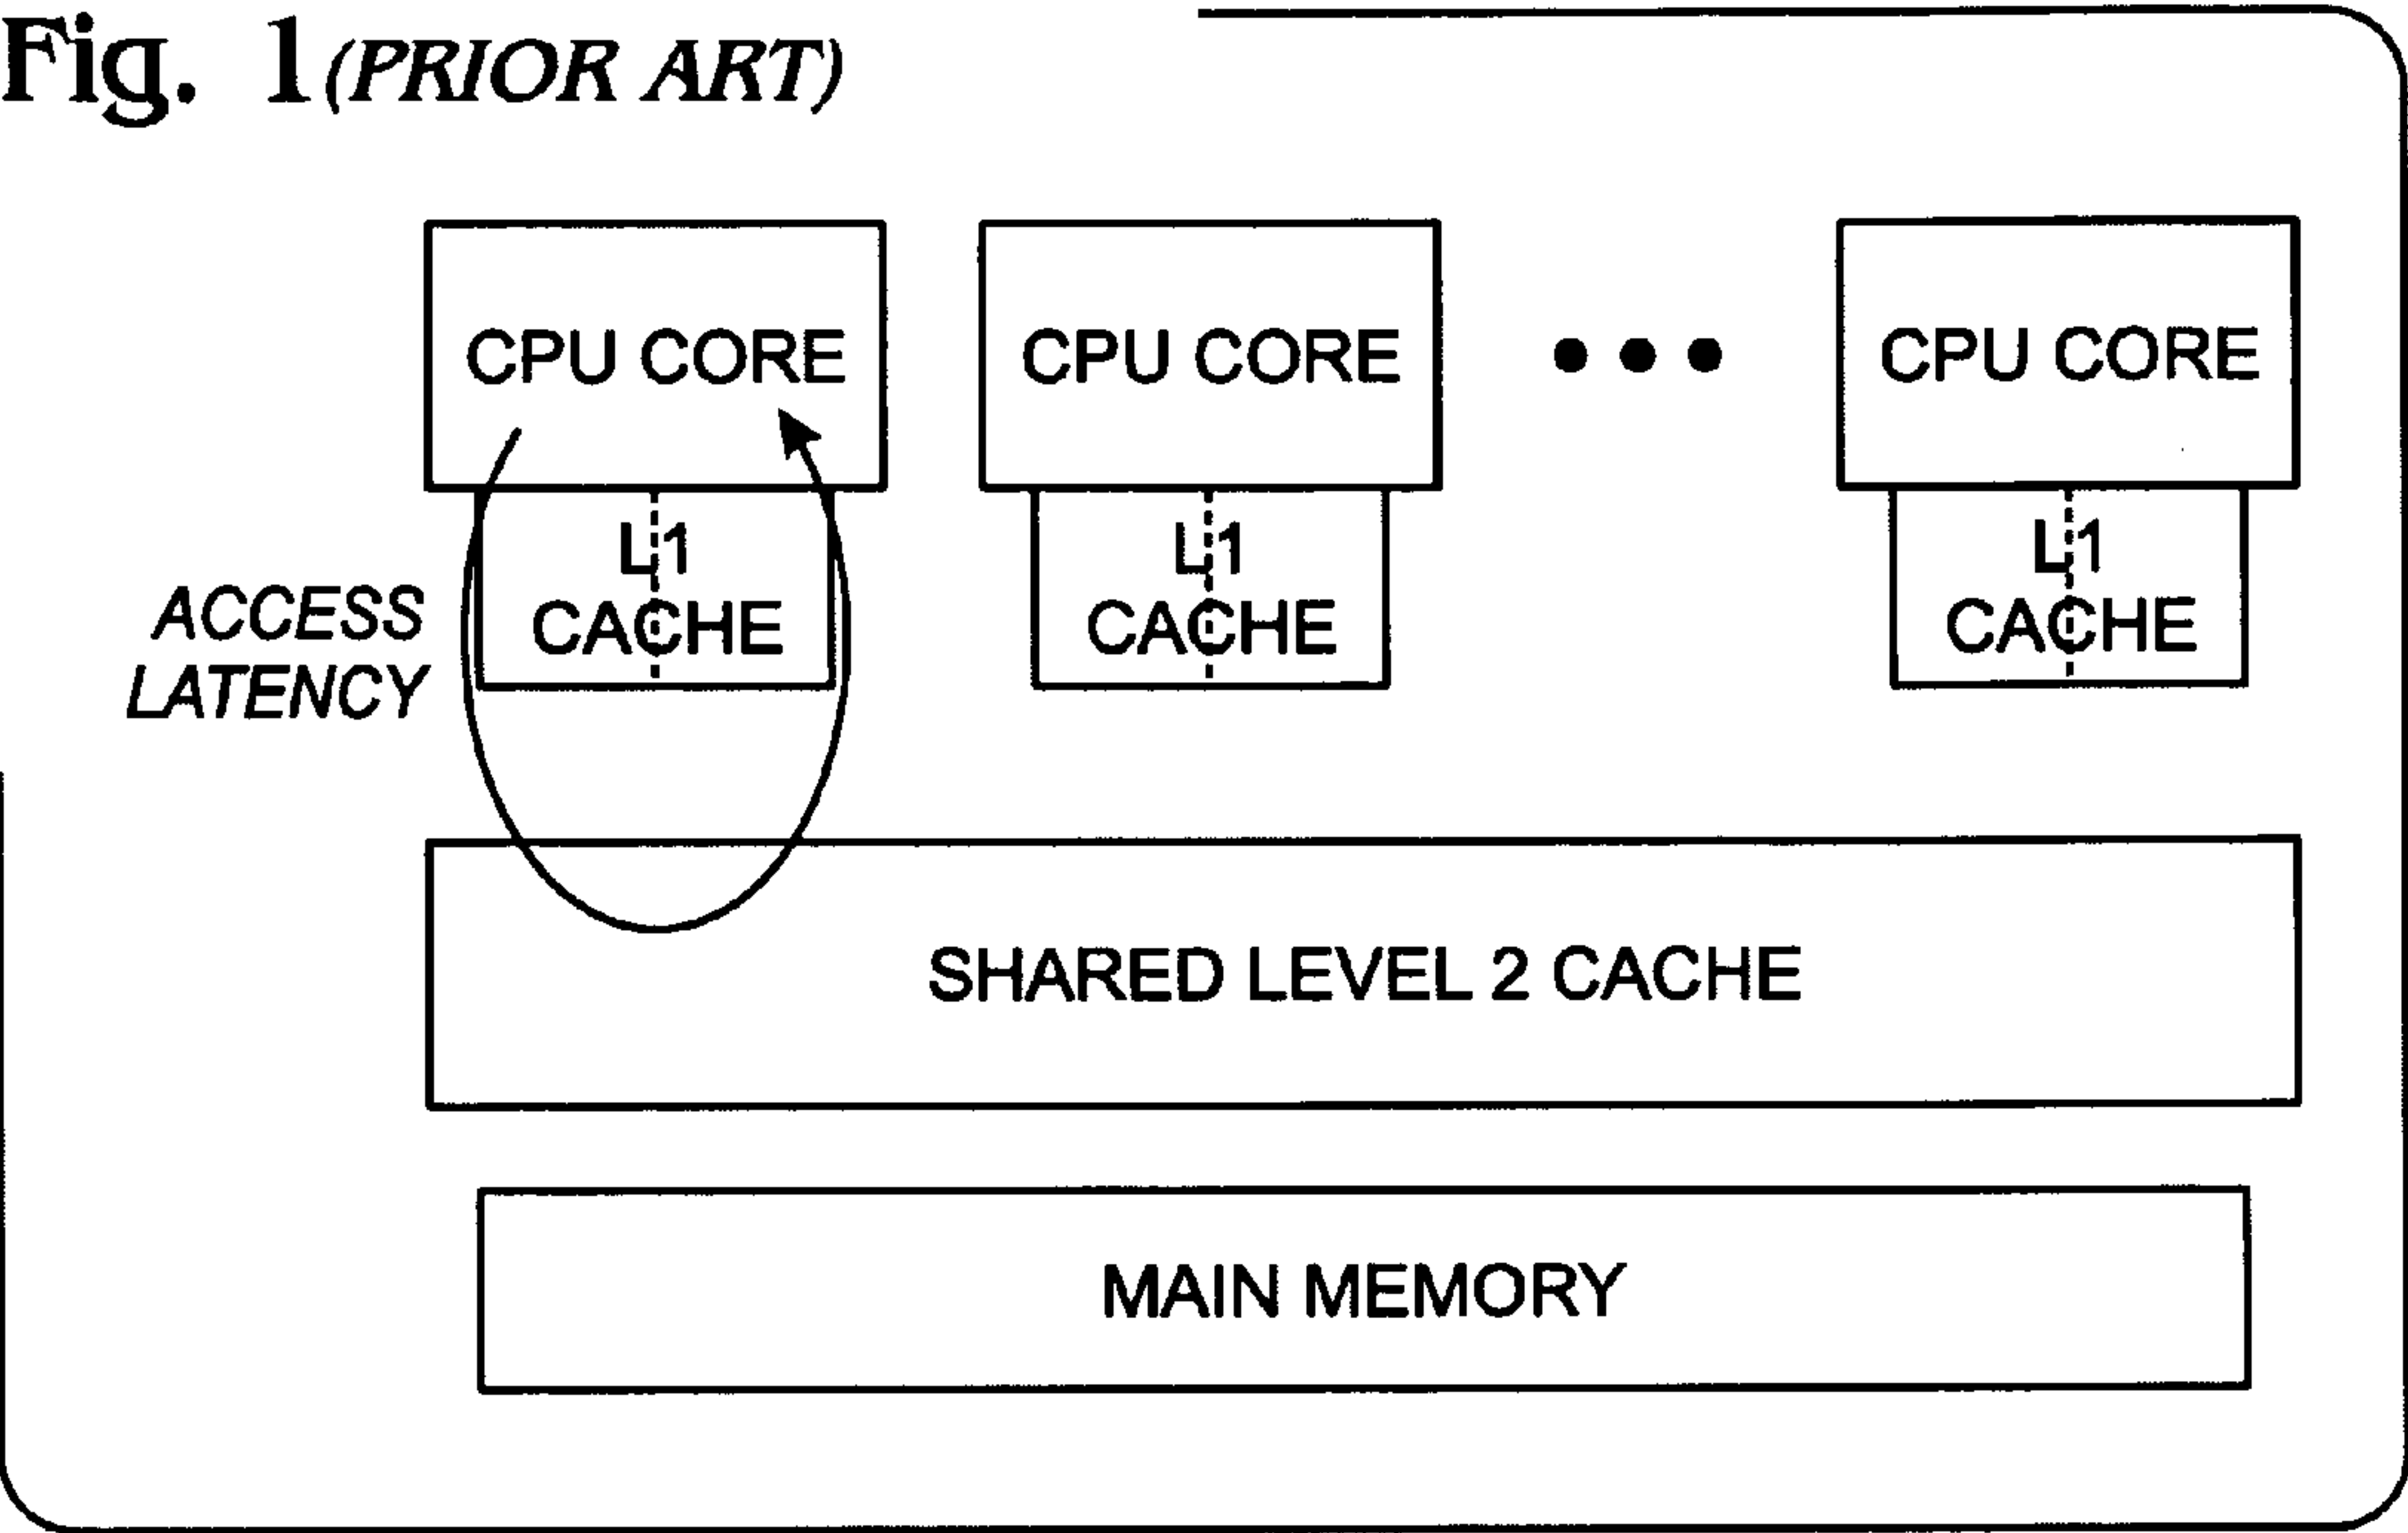 Fig. 1 (PRIOR ART)
CPU CORE
CPU CORE
CPU CORE
L1
CACHE
L1
CACHE
L1
CACHE
ACCESS
LATENCY
SHARED LEVEL 2 CACHE
MAIN MEMORY